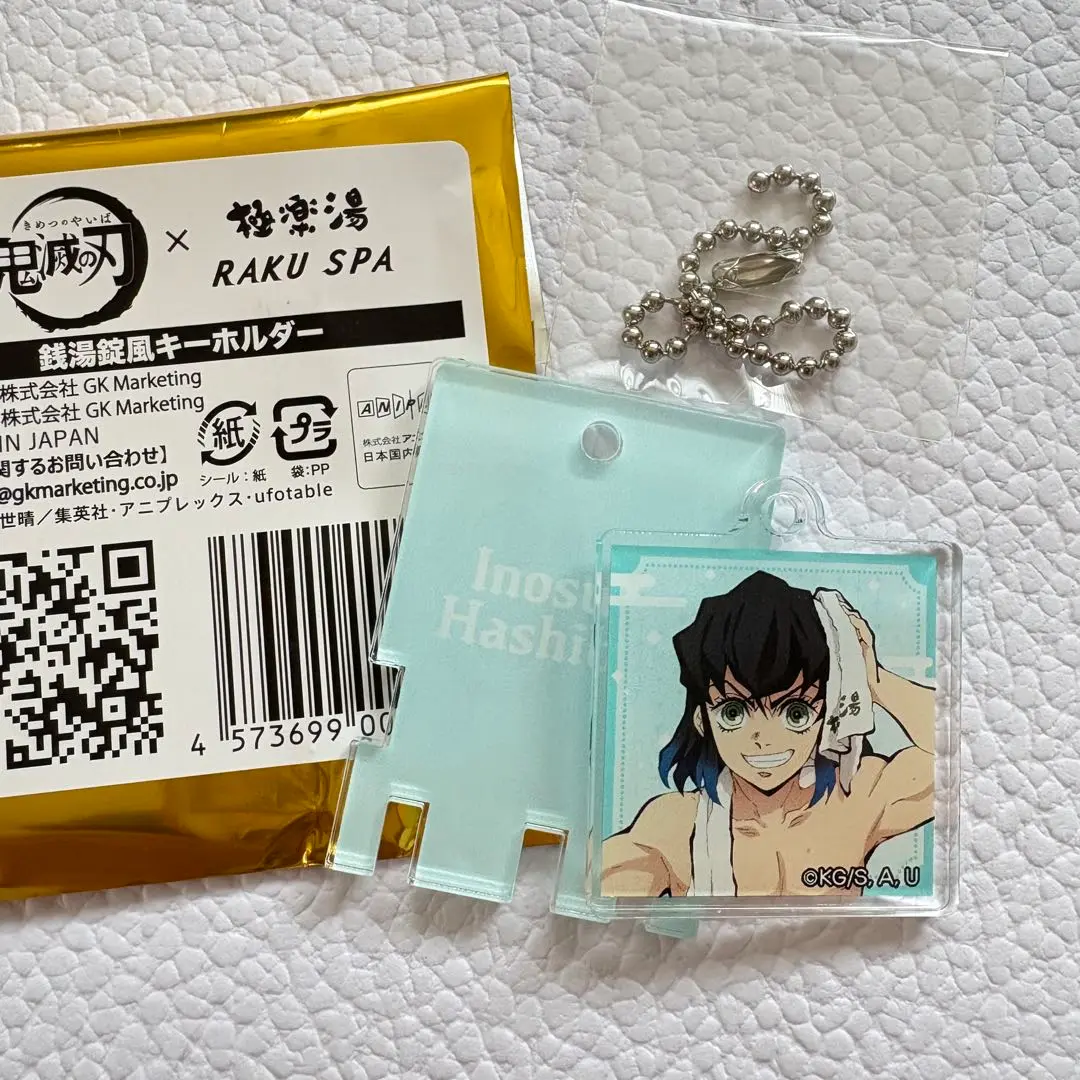 きめつのやいば
鬼滅の刃
×
極楽湯
RAKU SPA
銭湯錠風キーホルダー
株式会社 GK Marketing
株式会社 GK Marketing
IN JAPAN
関するお問い合わせ】
@gkmarketing.co.jp
世晴／集英社・アニプレックス・ufotable
紙
シール：紙
プラ
袋：PP
ANIP
株式会社ア
日本国内
4 573699 00
Inosu
Hashi
湯
©KG/S, A, U